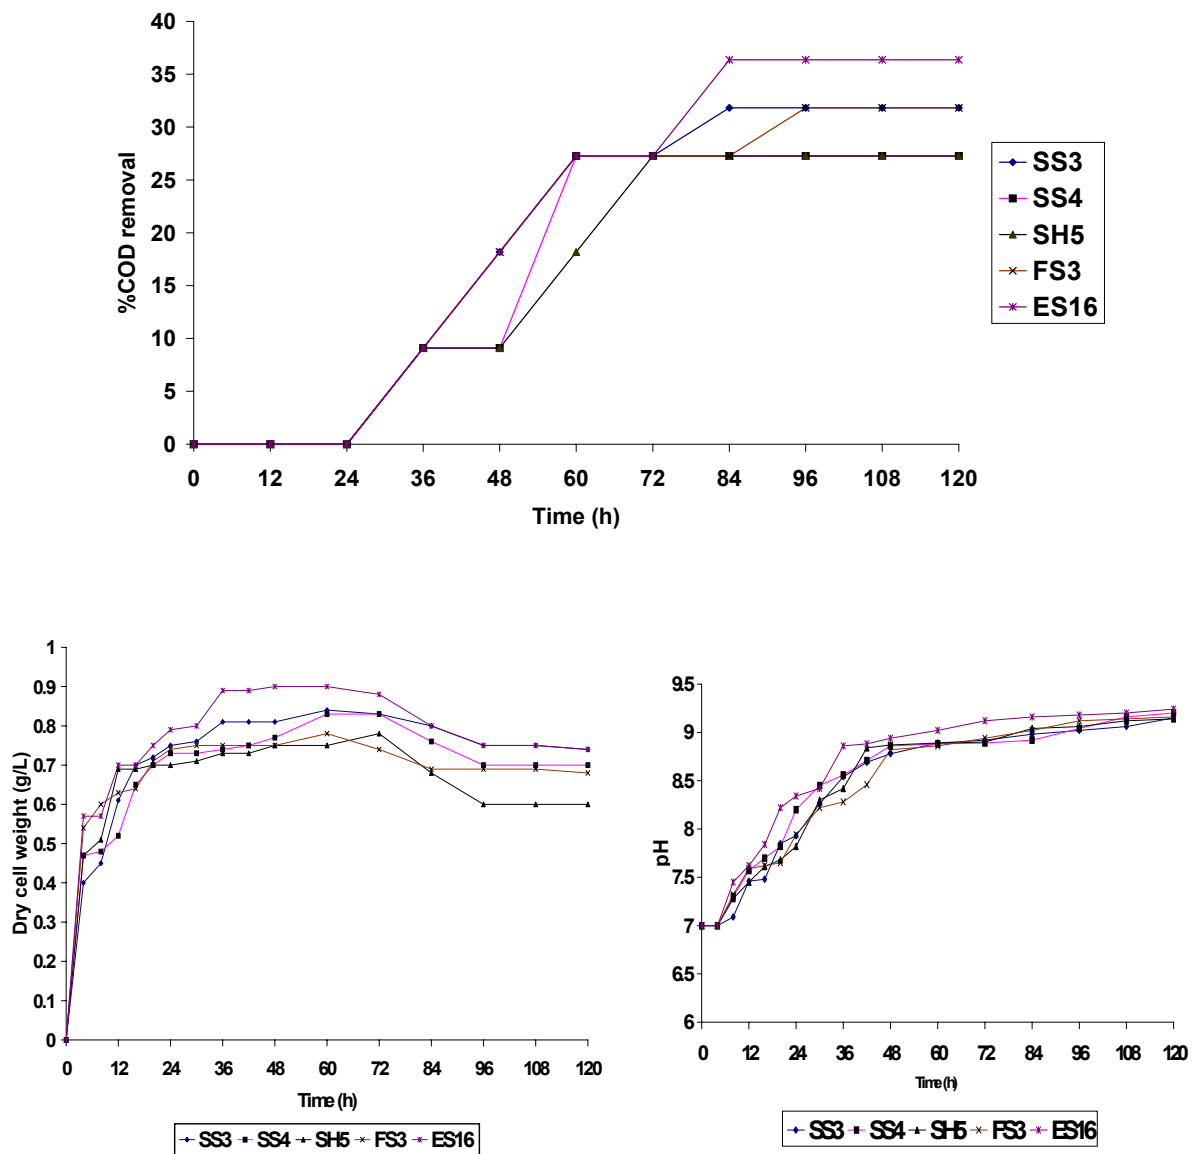 40
35
30
25
20
15
10
5
0
%COD removal
0 12 24 36 48 60 72 84 96 108 120
Time (h)
SS3
SS4
SH5
FS3
ES16
1
0.9
0.8
0.7
0.6
0.5
0.4
0.3
0.2
0.1
0
Dry cell weight (g/L)
0 12 24 36 48 60 72 84 96 108 120
Time (h)
SS3 SS4 SH5 FS3 ES16
9.5
9
8.5
8
7.5
7
6.5
6
pH
0 12 24 36 48 60 72 84 96 108 120
Time (h)
SS3 SS4 SH5 FS3 ES16